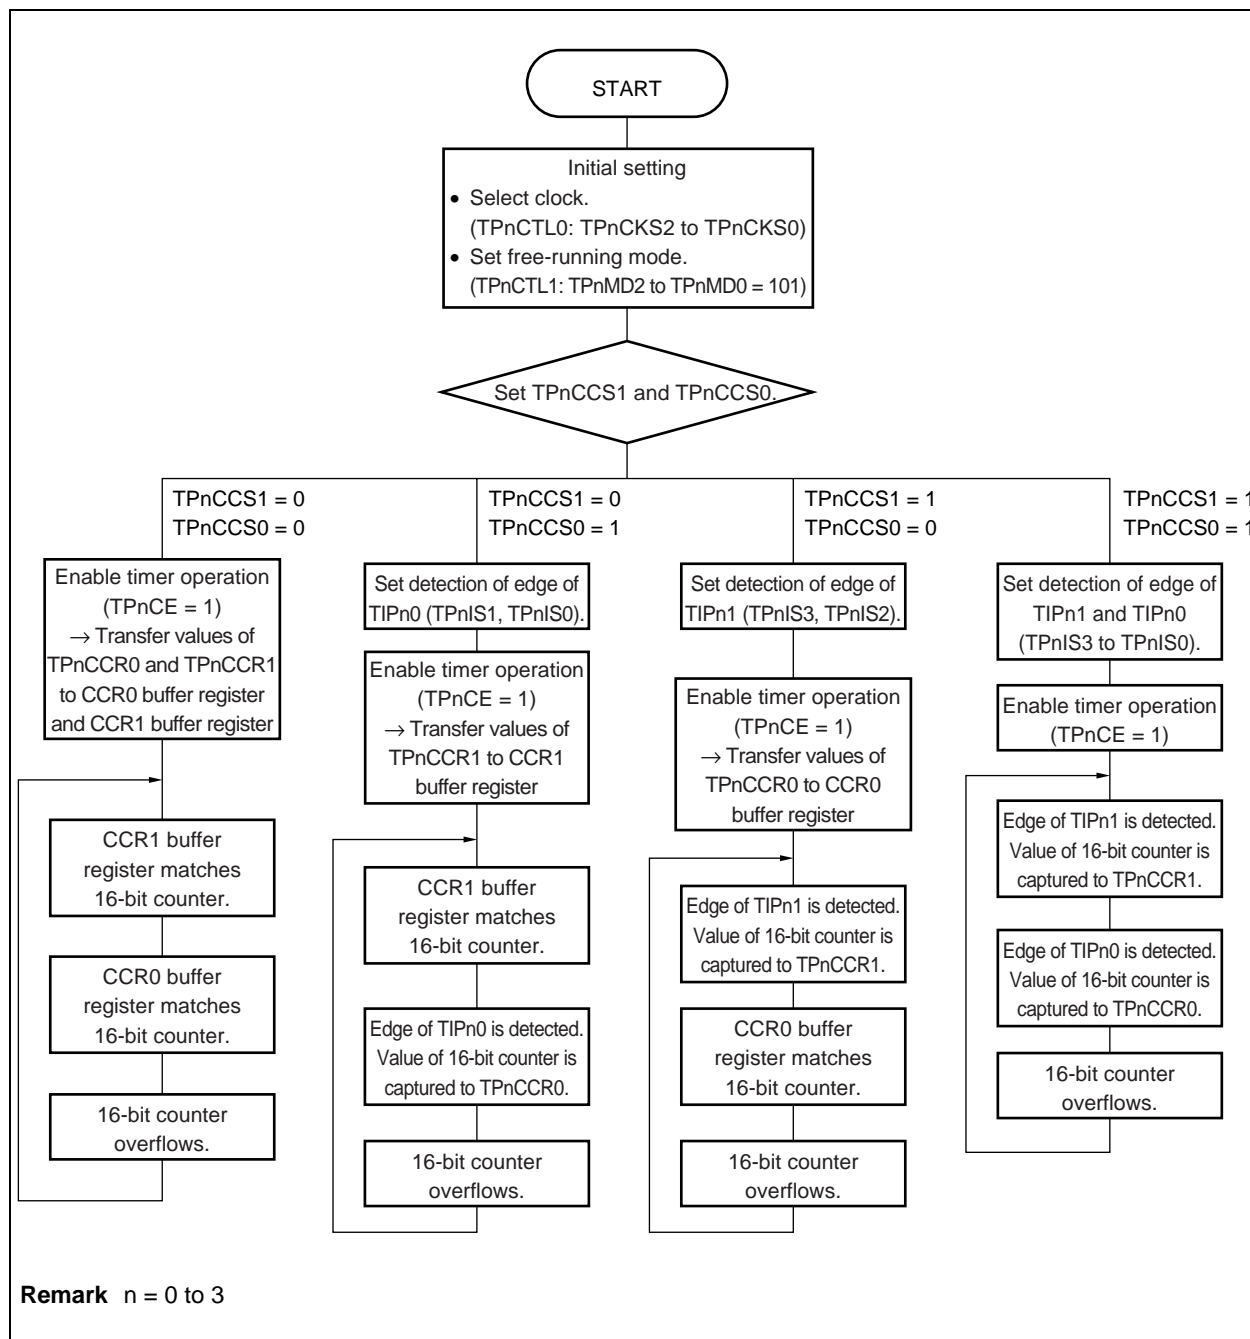 START
Initial setting
• Select clock.
(TPnCTL0: TPnCKS2 to TPnCKS0)
• Set free-running mode.
(TPnCTL1: TPnMD2 to TPnMD0 = 101)
Set TPnCCS1 and TPnCCS0.
TPnCCS1 = 0
TPnCCS0 = 0
Enable timer operation
(TPnCE = 1)
→ Transfer values of
TPnCCR0 and TPnCCR1
to CCR0 buffer register
and CCR1 buffer register
CCR1 buffer
register matches
16-bit counter.
CCR0 buffer
register matches
16-bit counter.
16-bit counter
overflows.
TPnCCS1 = 0
TPnCCS0 = 1
Set detection of edge of
TIPn0 (TPnIS1, TPnIS0).
Enable timer operation
(TPnCE = 1)
→ Transfer values of
TPnCCR1 to CCR1
buffer register
CCR1 buffer
register matches
16-bit counter.
Edge of TIPn0 is detected.
Value of 16-bit counter is
captured to TPnCCR0.
16-bit counter
overflows.
TPnCCS1 = 1
TPnCCS0 = 0
Set detection of edge of
TIPn1 (TPnIS3, TPnIS2).
Enable timer operation
(TPnCE = 1)
→ Transfer values of
TPnCCR0 to CCR0
buffer register
Edge of TIPn1 is detected.
Value of 16-bit counter is
captured to TPnCCR1.
CCR0 buffer
register matches
16-bit counter.
16-bit counter
overflows.
TPnCCS1 = 1
TPnCCS0 = 1
Set detection of edge of
TIPn1 and TIPn0
(TPnIS3 to TPnIS0).
Enable timer operation
(TPnCE = 1)
Edge of TIPn1 is detected.
Value of 16-bit counter is
captured to TPnCCR1.
Edge of TIPn0 is detected.
Value of 16-bit counter is
captured to TPnCCR0.
16-bit counter
overflows.
Remark n = 0 to 3